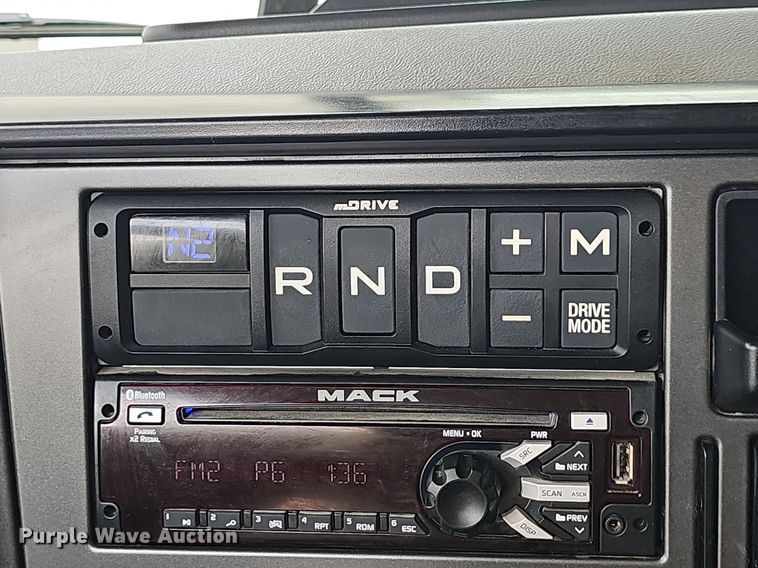 mDRIVE
N2
R N D + M
- DRIVE MODE
MACK
Bluetooth
PAIRING
X2 REDIAL
MENU • OK
PWR
SRC
NEXT
FM2 P6 136
SCAN ASCN
PREV
DISP
1 2 3 4 RPT 5 RDM 6 ESC
Purple Wave Auction